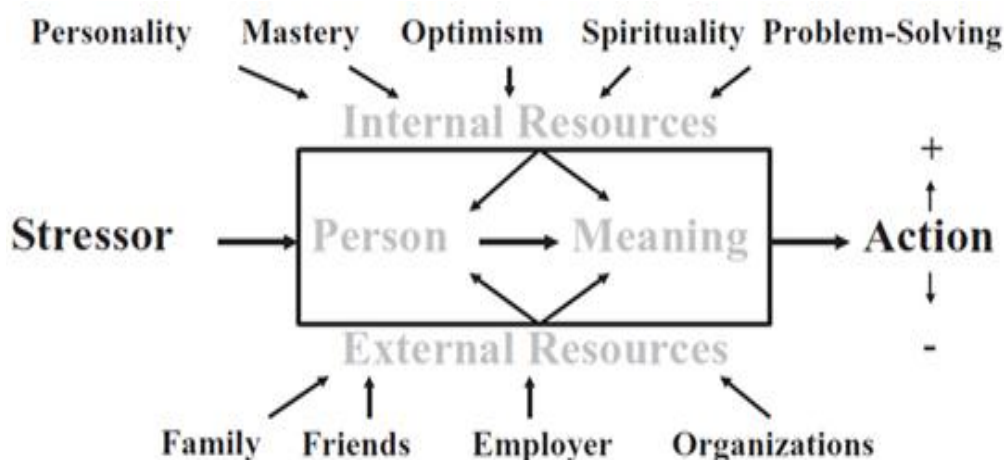 Personality Mastery Optimism Spirituality Problem-Solving
Internal Resources
+
Stressor Person Meaning Action
-
External Resources
Family Friends Employer Organizations